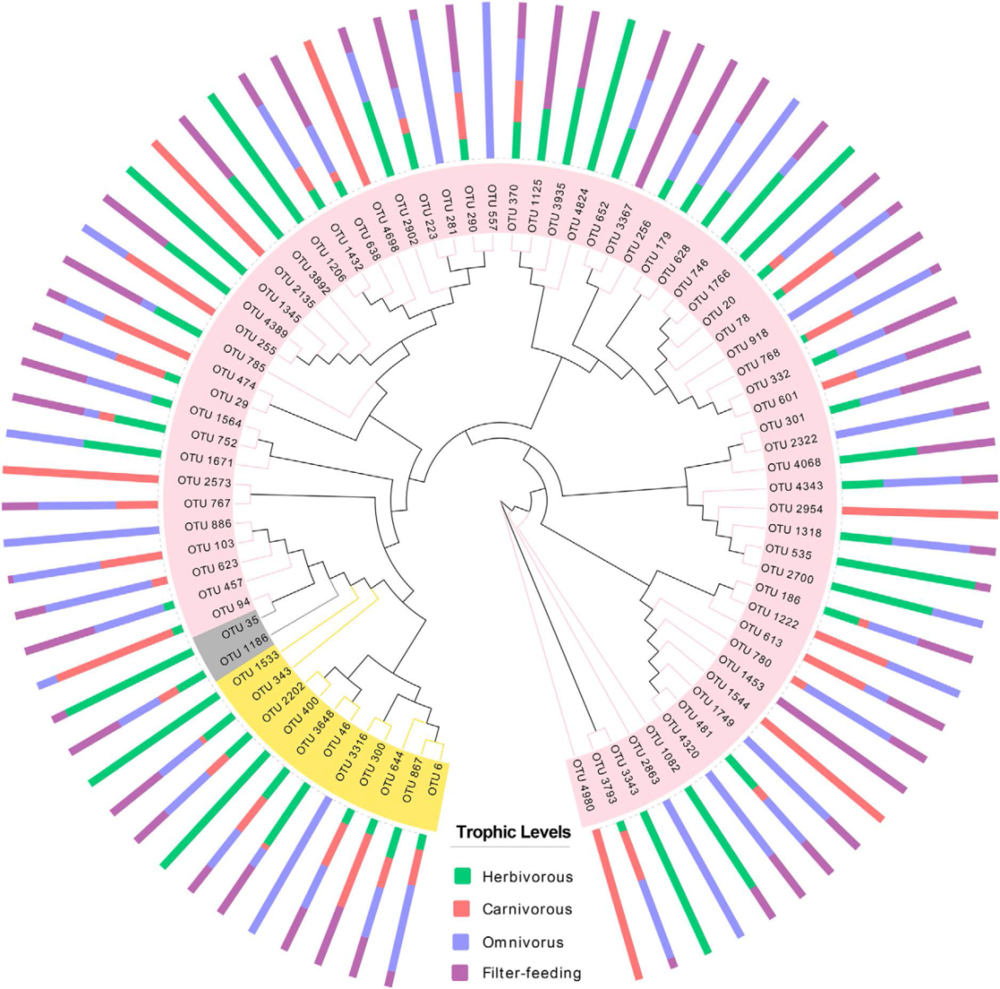 OTU 4698
OTU 2902
OTU 223
OTU 281
OTU 290
OTU 557
OTU 370
OTU 1125
OTU 3935
OTU 4824
OTU 652
OTU 3367
OTU 256
OTU 179
OTU 628
OTU 746
OTU 1766
OTU 20
OTU 78
OTU 918
OTU 768
OTU 332
OTU 601
OTU 301
OTU 2322
OTU 4068
OTU 4343
OTU 2954
OTU 1318
OTU 535
OTU 2700
OTU 186
OTU 1222
OTU 613
OTU 780
OTU 1453
OTU 1544
OTU 1749
OTU 481
OTU 4320
OTU 1082
OTU 2863
OTU 3343
OTU 3793
OTU 4980
OTU 6
OTU 867
OTU 644
OTU 300
OTU 3316
OTU 46
OTU 3648
OTU 400
OTU 2202
OTU 343
OTU 1533
OTU 1186
OTU 35
OTU 94
OTU 457
OTU 623
OTU 103
OTU 886
OTU 767
OTU 2573
OTU 1671
OTU 752
OTU 1564
OTU 29
OTU 474
OTU 785
OTU 255
OTU 4389
OTU 1345
OTU 2135
OTU 3892
OTU 1206
OTU 1432
OTU 636
Trophic Levels
Herbivorous
Carnivorous
Omnivorus
Filter-feeding